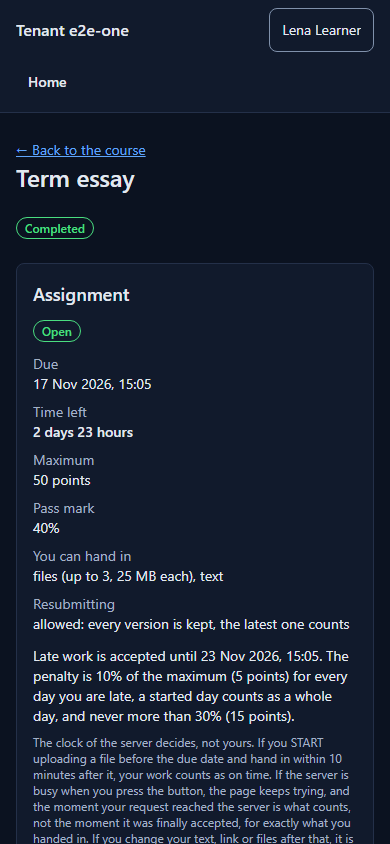 Tenant e2e-one
Lena Learner
Home
← Back to the course
Term essay
Completed
Assignment
Open
Due
17 Nov 2026, 15:05
Time left
2 days 23 hours
Maximum
50 points
Pass mark
40%
You can hand in
files (up to 3, 25 MB each), text
Resubmitting
allowed: every version is kept, the latest one counts
Late work is accepted until 23 Nov 2026, 15:05. The
penalty is 10% of the maximum (5 points) for every
day you are late, a started day counts as a whole
day, and never more than 30% (15 points).
The clock of the server decides, not yours. If you START
uploading a file before the due date and hand in within 10
minutes after it, your work counts as on time. If the server is
busy when you press the button, the page keeps trying, and
the moment your request reached the server is what counts,
not the moment it was finally accepted, for exactly what you
handed in. If you change your text, link or files after that, it is